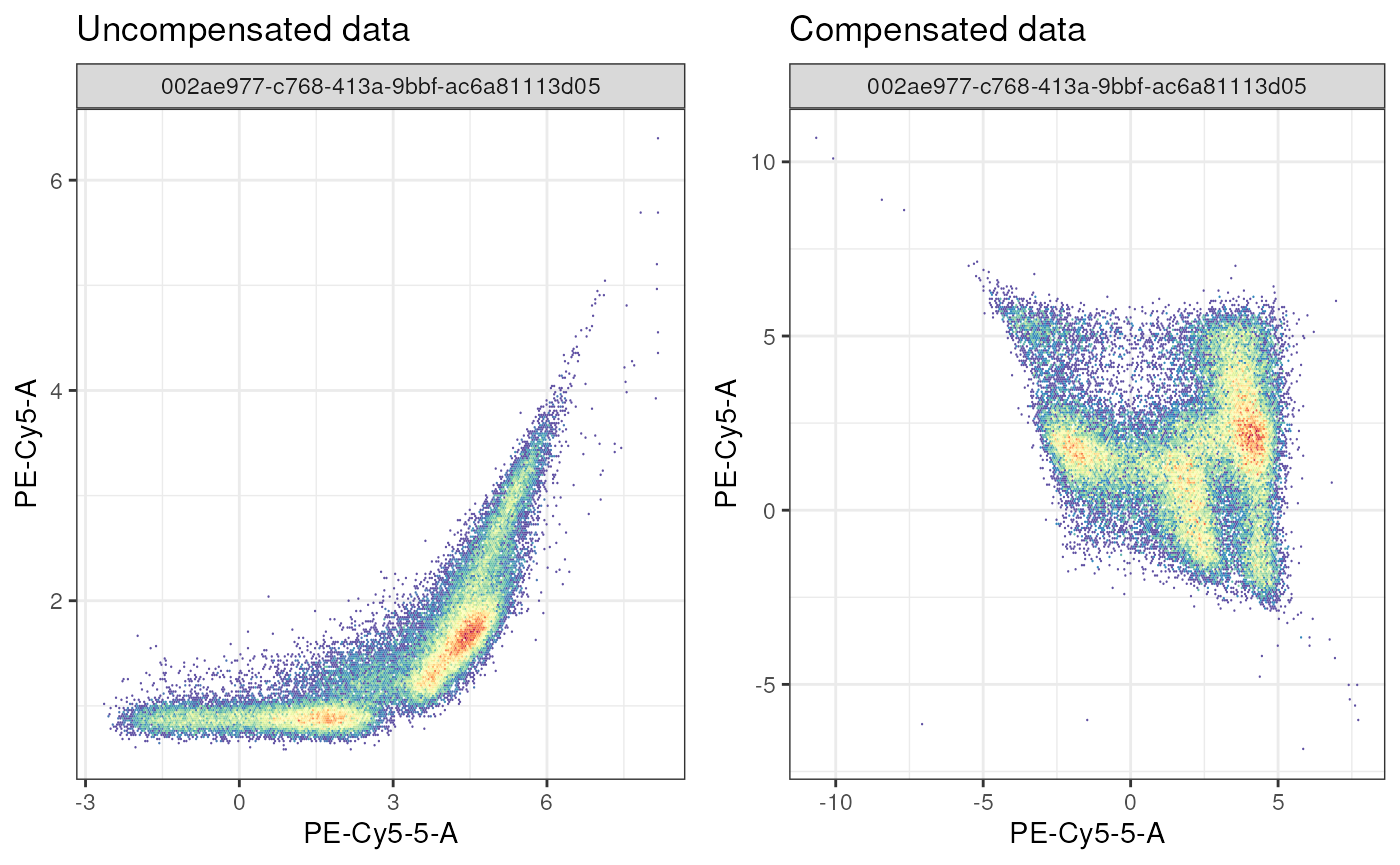 Uncompensated data
002ae977-c768-413a-9bbf-ac6a81113d05
6
4
2
-3 0 3 6
PE-Cy5-5-A
PE-Cy5-A
Compensated data
002ae977-c768-413a-9bbf-ac6a81113d05
10
5
0
-5
-10 -5 0 5
PE-Cy5-5-A
PE-Cy5-A